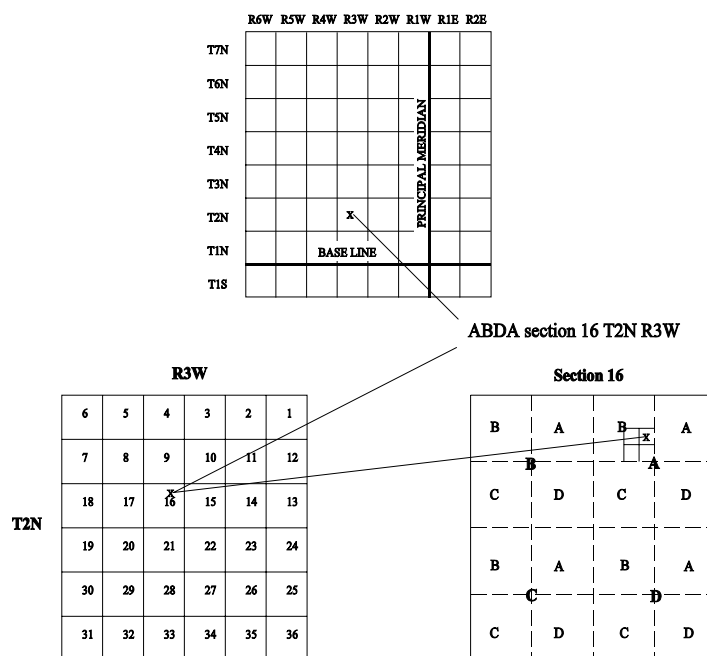 R6W R5W R4W R3W R2W R1W R1E R2E
T7N
T6N
T5N
T4N
T3N
T2N
T1N
T1S
PRINCIPAL MERIDIAN
x
BASE LINE
ABDA section 16 T2N R3W
R3W
T2N
6 5 4 3 2 1
7 8 9 10 11 12
x
18 17 16 15 14 13
19 20 21 22 23 24
30 29 28 27 26 25
31 32 33 34 35 36
Section 16
B A B A
x
B A
C D C D
B A B A
C D
C D C D